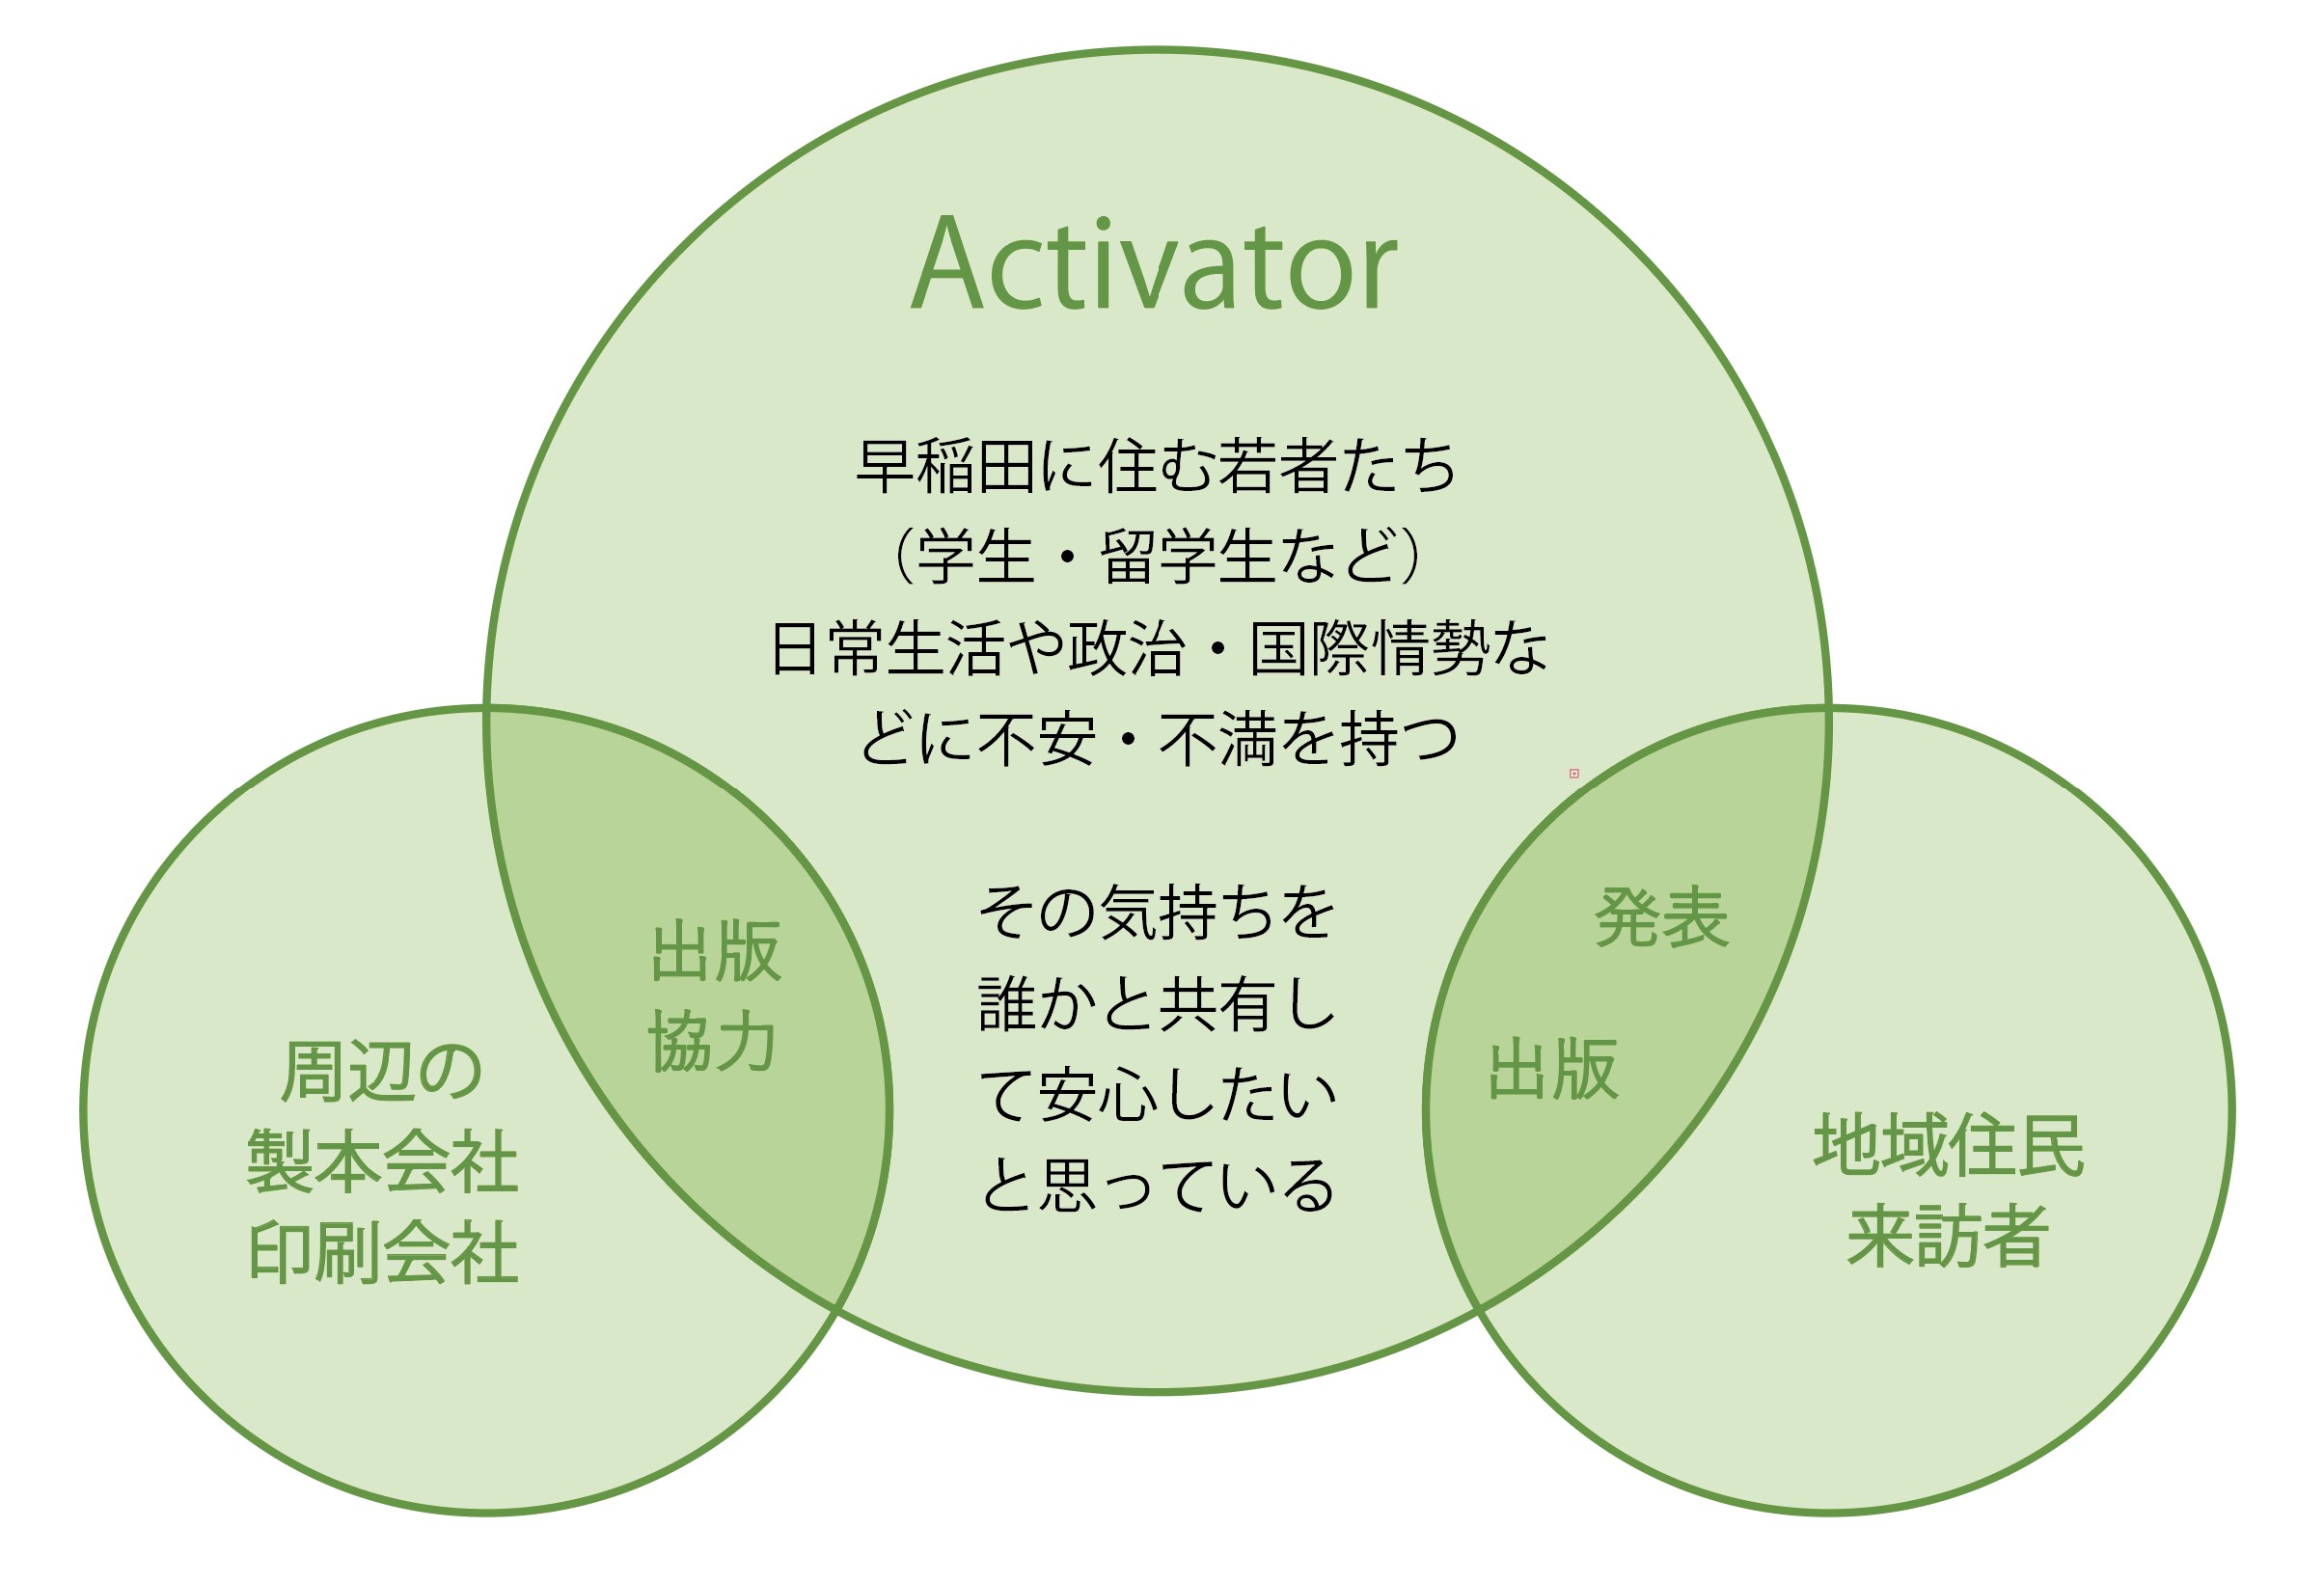 Activator
早稲田に住む若者たち
（学生・留学生など）
日常生活や政治・国際情勢な
どに不安・不満を持つ
その気持ちを
誰かと共有し
て安心したい
と思っている
出版
協力
周辺の
製本会社
印刷会社
発表
出版
地域住民
来訪者